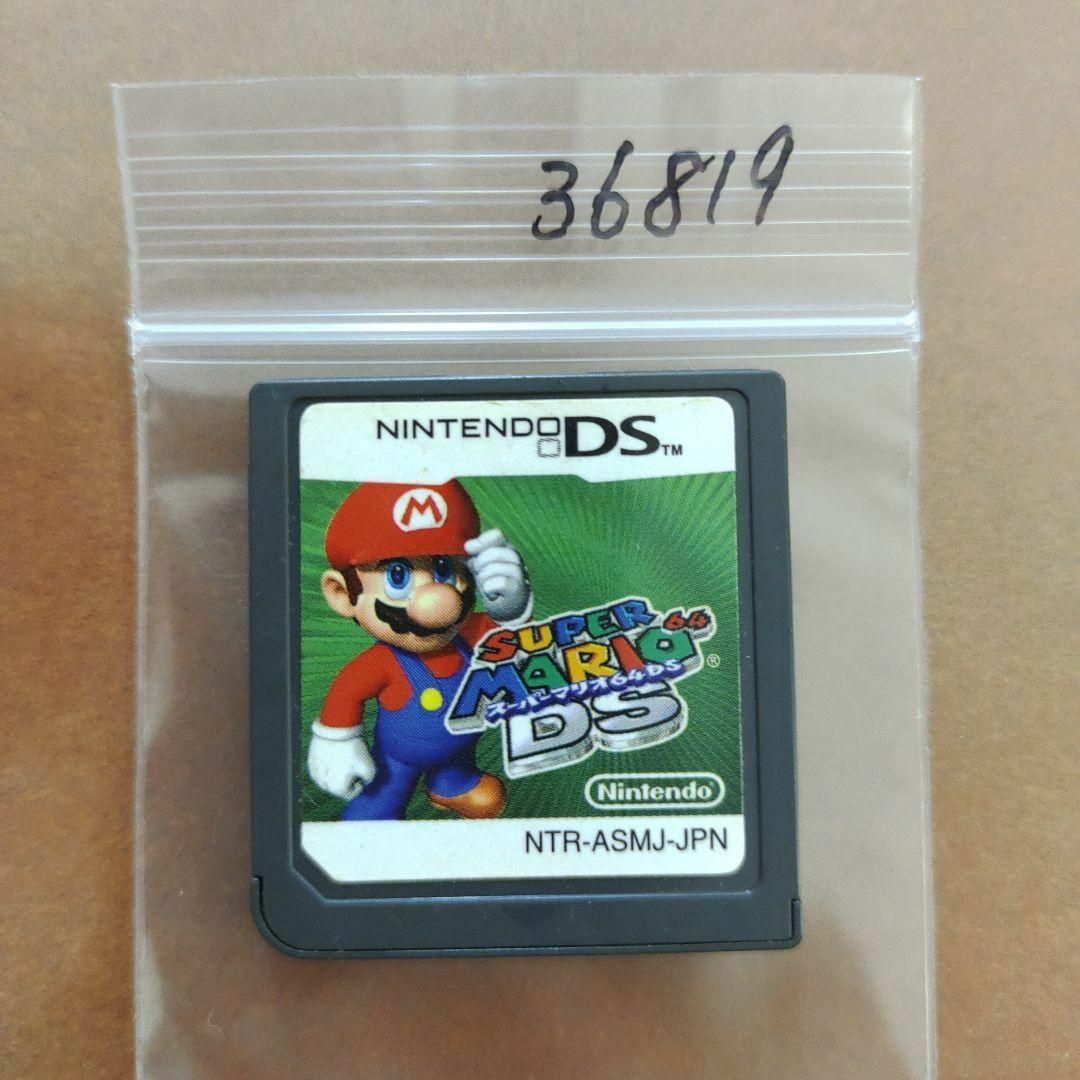 36819
NINTENDO DS™
M
SUPER
MARIO 64®
スーパーマリオ64DS
DS
Nintendo
NTR-ASMJ-JPN